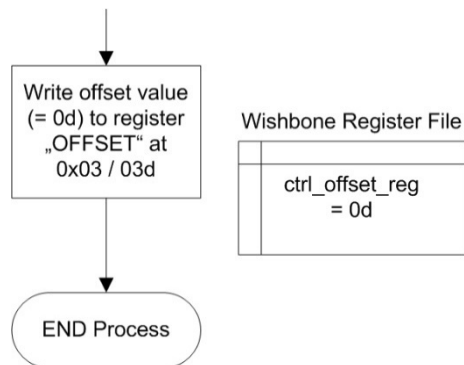 Write offset value
(= 0d) to register
„OFFSET“ at
0x03 / 03d
Wishbone Register File
ctrl_offset_reg
= 0d
END Process